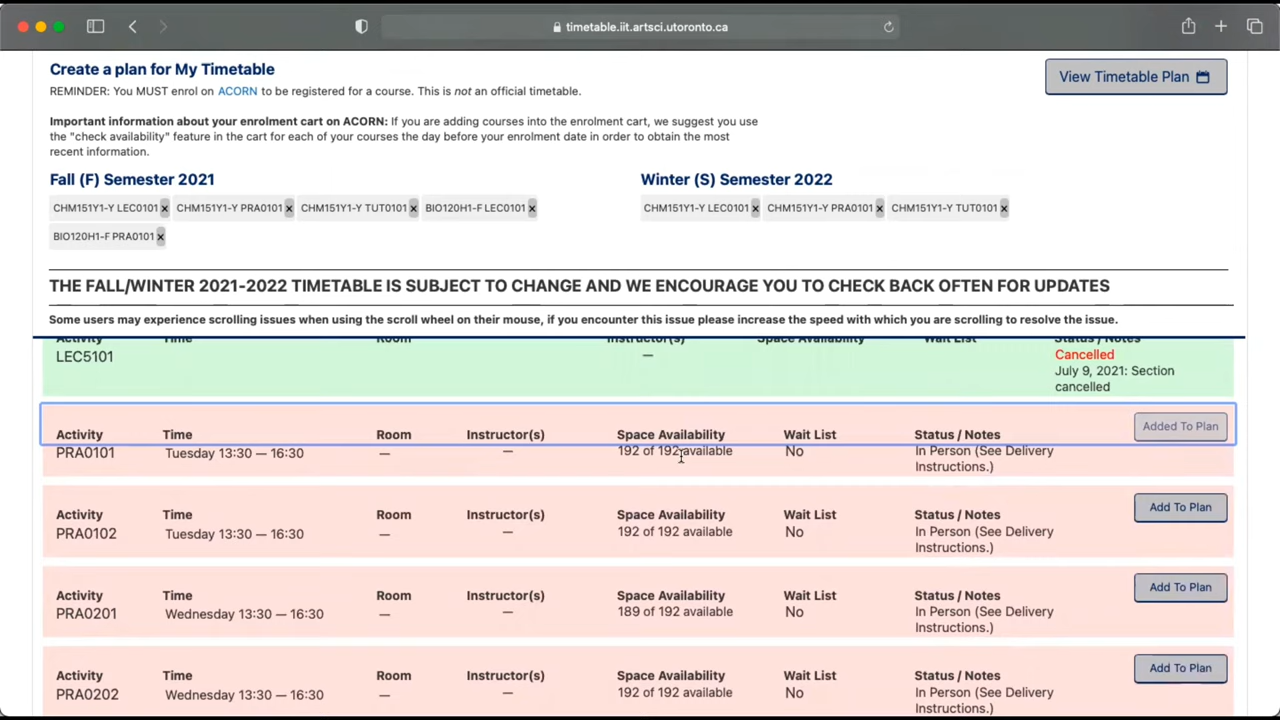 timetable.iit.artsci.utoronto.ca
Create a plan for My Timetable
View Timetable Plan
REMINDER: You MUST enrol on ACORN to be registered for a course. This is not an official timetable.
Important information about your enrolment cart on ACORN: If you are adding courses into the enrolment cart, we suggest you use
the "check availability" feature in the cart for each of your courses the day before your enrolment date in order to obtain the most
recent information.
Fall (F) Semester 2021
CHM151Y1-Y LEC0101 × CHM151Y1-Y PRA0101 × CHM151Y1-Y TUT0101 × BIO120H1-F LEC0101 ×
BIO120H1-F PRA0101 ×
Winter (S) Semester 2022
CHM151Y1-Y LEC0101 × CHM151Y1-Y PRA0101 × CHM151Y1-Y TUT0101 ×
THE FALL/WINTER 2021-2022 TIMETABLE IS SUBJECT TO CHANGE AND WE ENCOURAGE YOU TO CHECK BACK OFTEN FOR UPDATES
Some users may experience scrolling issues when using the scroll wheel on their mouse, if you encounter this issue please increase the speed with which you are scrolling to resolve the issue.
Activity Time Room Instructor(s) Space Availability Wait List Status / Notes
LEC5101 — Cancelled
July 9, 2021: Section
cancelled
Activity Time Room Instructor(s) Space Availability Wait List Status / Notes Added To Plan
PRA0101 Tuesday 13:30 — 16:30 — — 192 of 192 available No In Person (See Delivery
Instructions.)
Activity Time Room Instructor(s) Space Availability Wait List Status / Notes Add To Plan
PRA0102 Tuesday 13:30 — 16:30 — — 192 of 192 available No In Person (See Delivery
Instructions.)
Activity Time Room Instructor(s) Space Availability Wait List Status / Notes Add To Plan
PRA0201 Wednesday 13:30 — 16:30 — — 189 of 192 available No In Person (See Delivery
Instructions.)
Activity Time Room Instructor(s) Space Availability Wait List Status / Notes Add To Plan
PRA0202 Wednesday 13:30 — 16:30 — — 192 of 192 available No In Person (See Delivery
Instructions.)